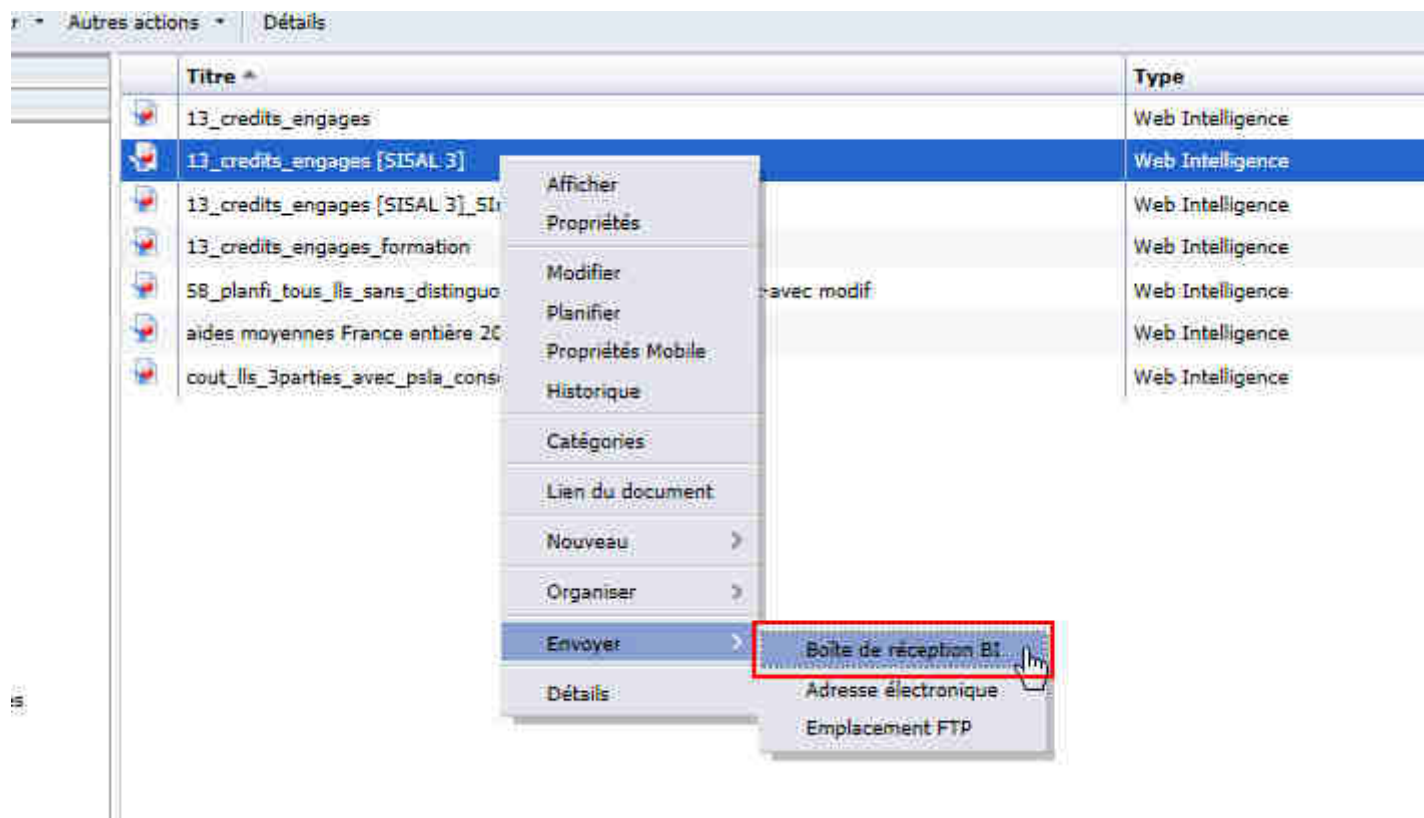 Autres actions Détails
Titre Type
13_credits_engages Web Intelligence
13_credits_engages [SISAL 3] Web Intelligence
13_credits_engages [SISAL 3] Web Intelligence
13_credits_engages_formation Web Intelligence
58_planfi_tous_lls_sans_distinguo avec modif Web Intelligence
aides moyennes France entière Web Intelligence
cout_lls_3parties_avec_psla Web Intelligence
Afficher
Propriétés
Modifier
Planifier
Propriétés Mobile
Historique
Catégories
Lien du document
Nouveau
Organiser
Envoyer
Détails
Boîte de réception BI
Adresse électronique
Emplacement FTP